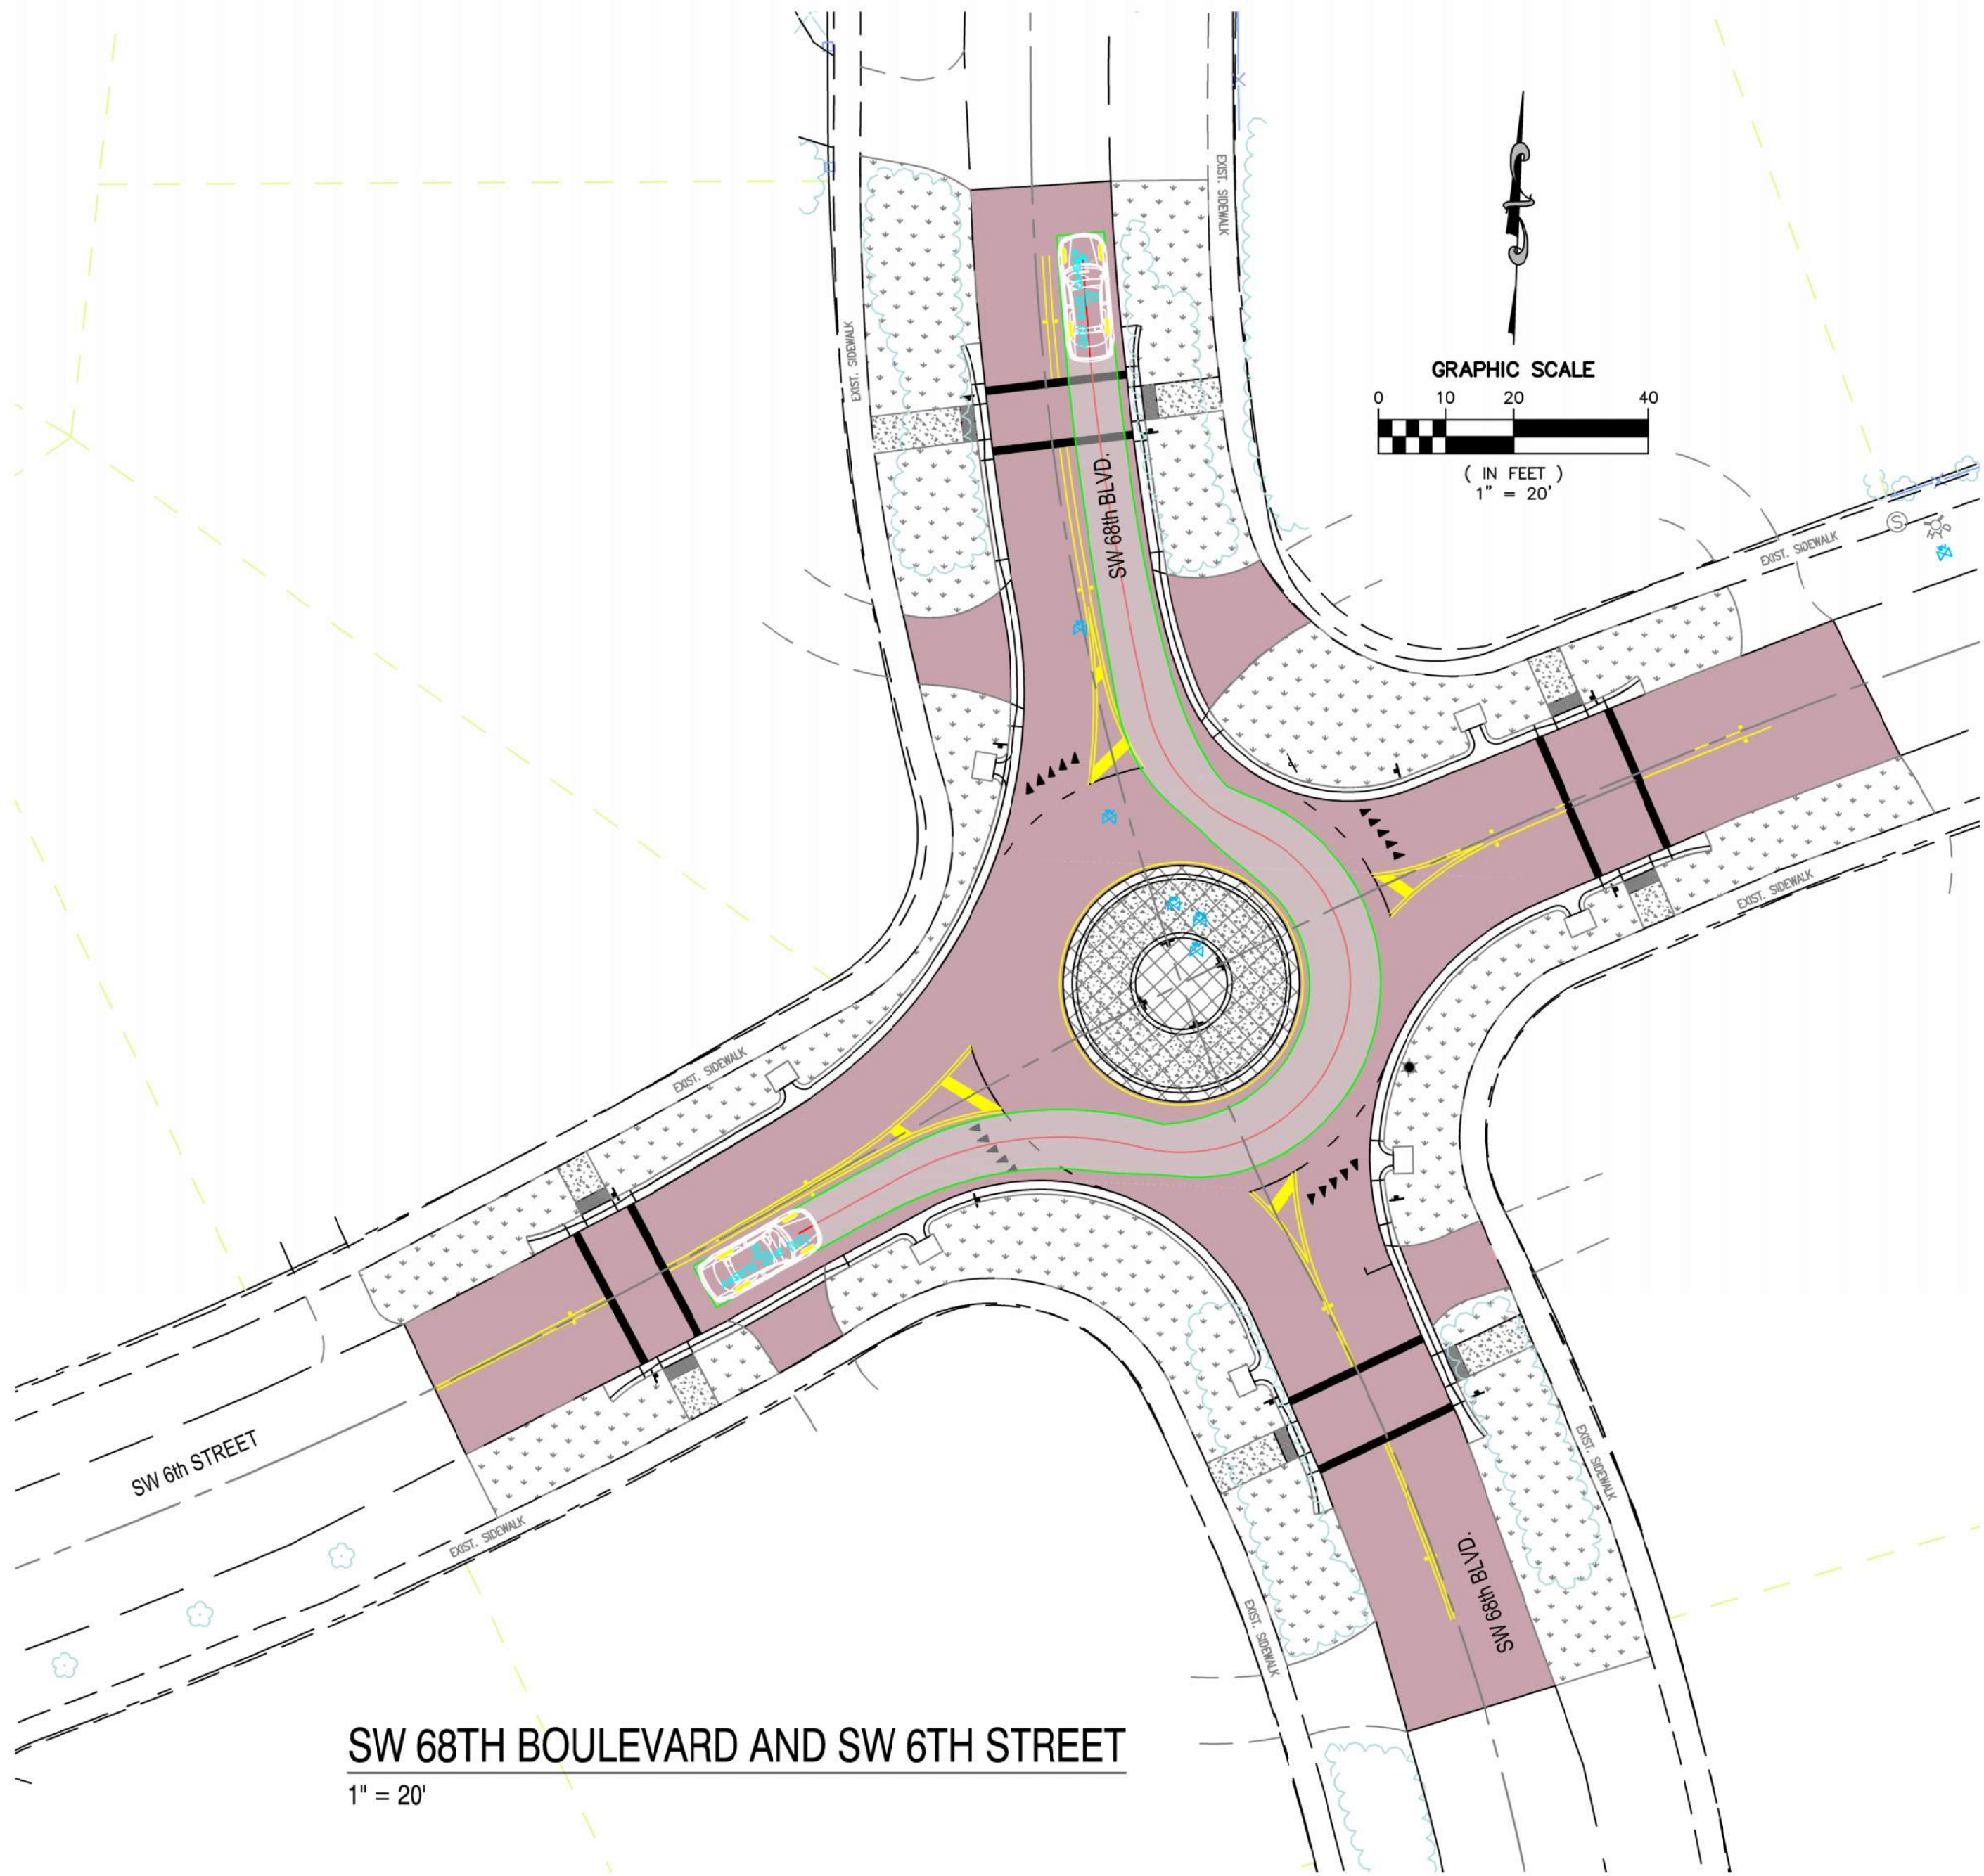 EXIST. SIDEWALK
EXIST. SIDEWALK
GRAPHIC SCALE
0 10 20 40
( IN FEET )
1" = 20'
SW 68th BLVD.
S
EXIST. SIDEWALK
EXIST. SIDEWALK
EXIST. SIDEWALK
SW 6th STREET
EXIST. SIDEWALK
EXIST. SIDEWALK
SW 68th BLVD.
EXIST. SIDEWALK
SW 68TH BOULEVARD AND SW 6TH STREET
1" = 20'